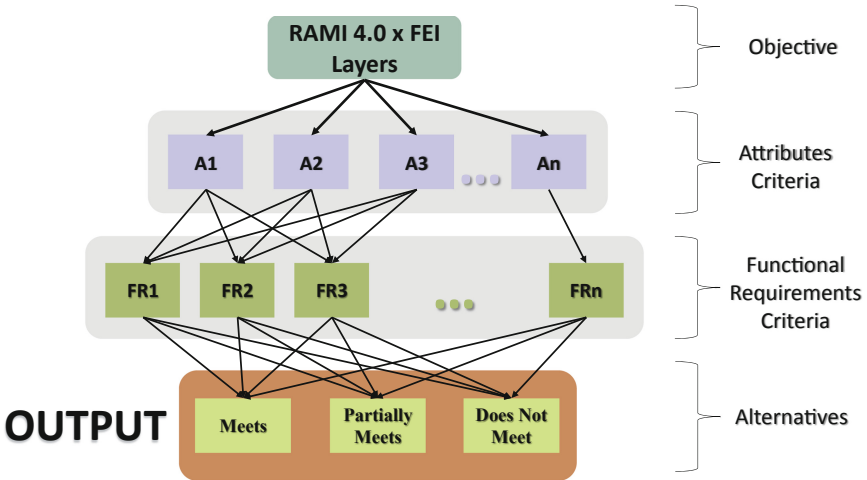 RAMI 4.0 x FEI
Layers
Objective
A1
A2
A3
An
Attributes
Criteria
FR1
FR2
FR3
FRn
Functional
Requirements
Criteria
OUTPUT
Meets
Partially
Meets
Does Not
Meet
Alternatives